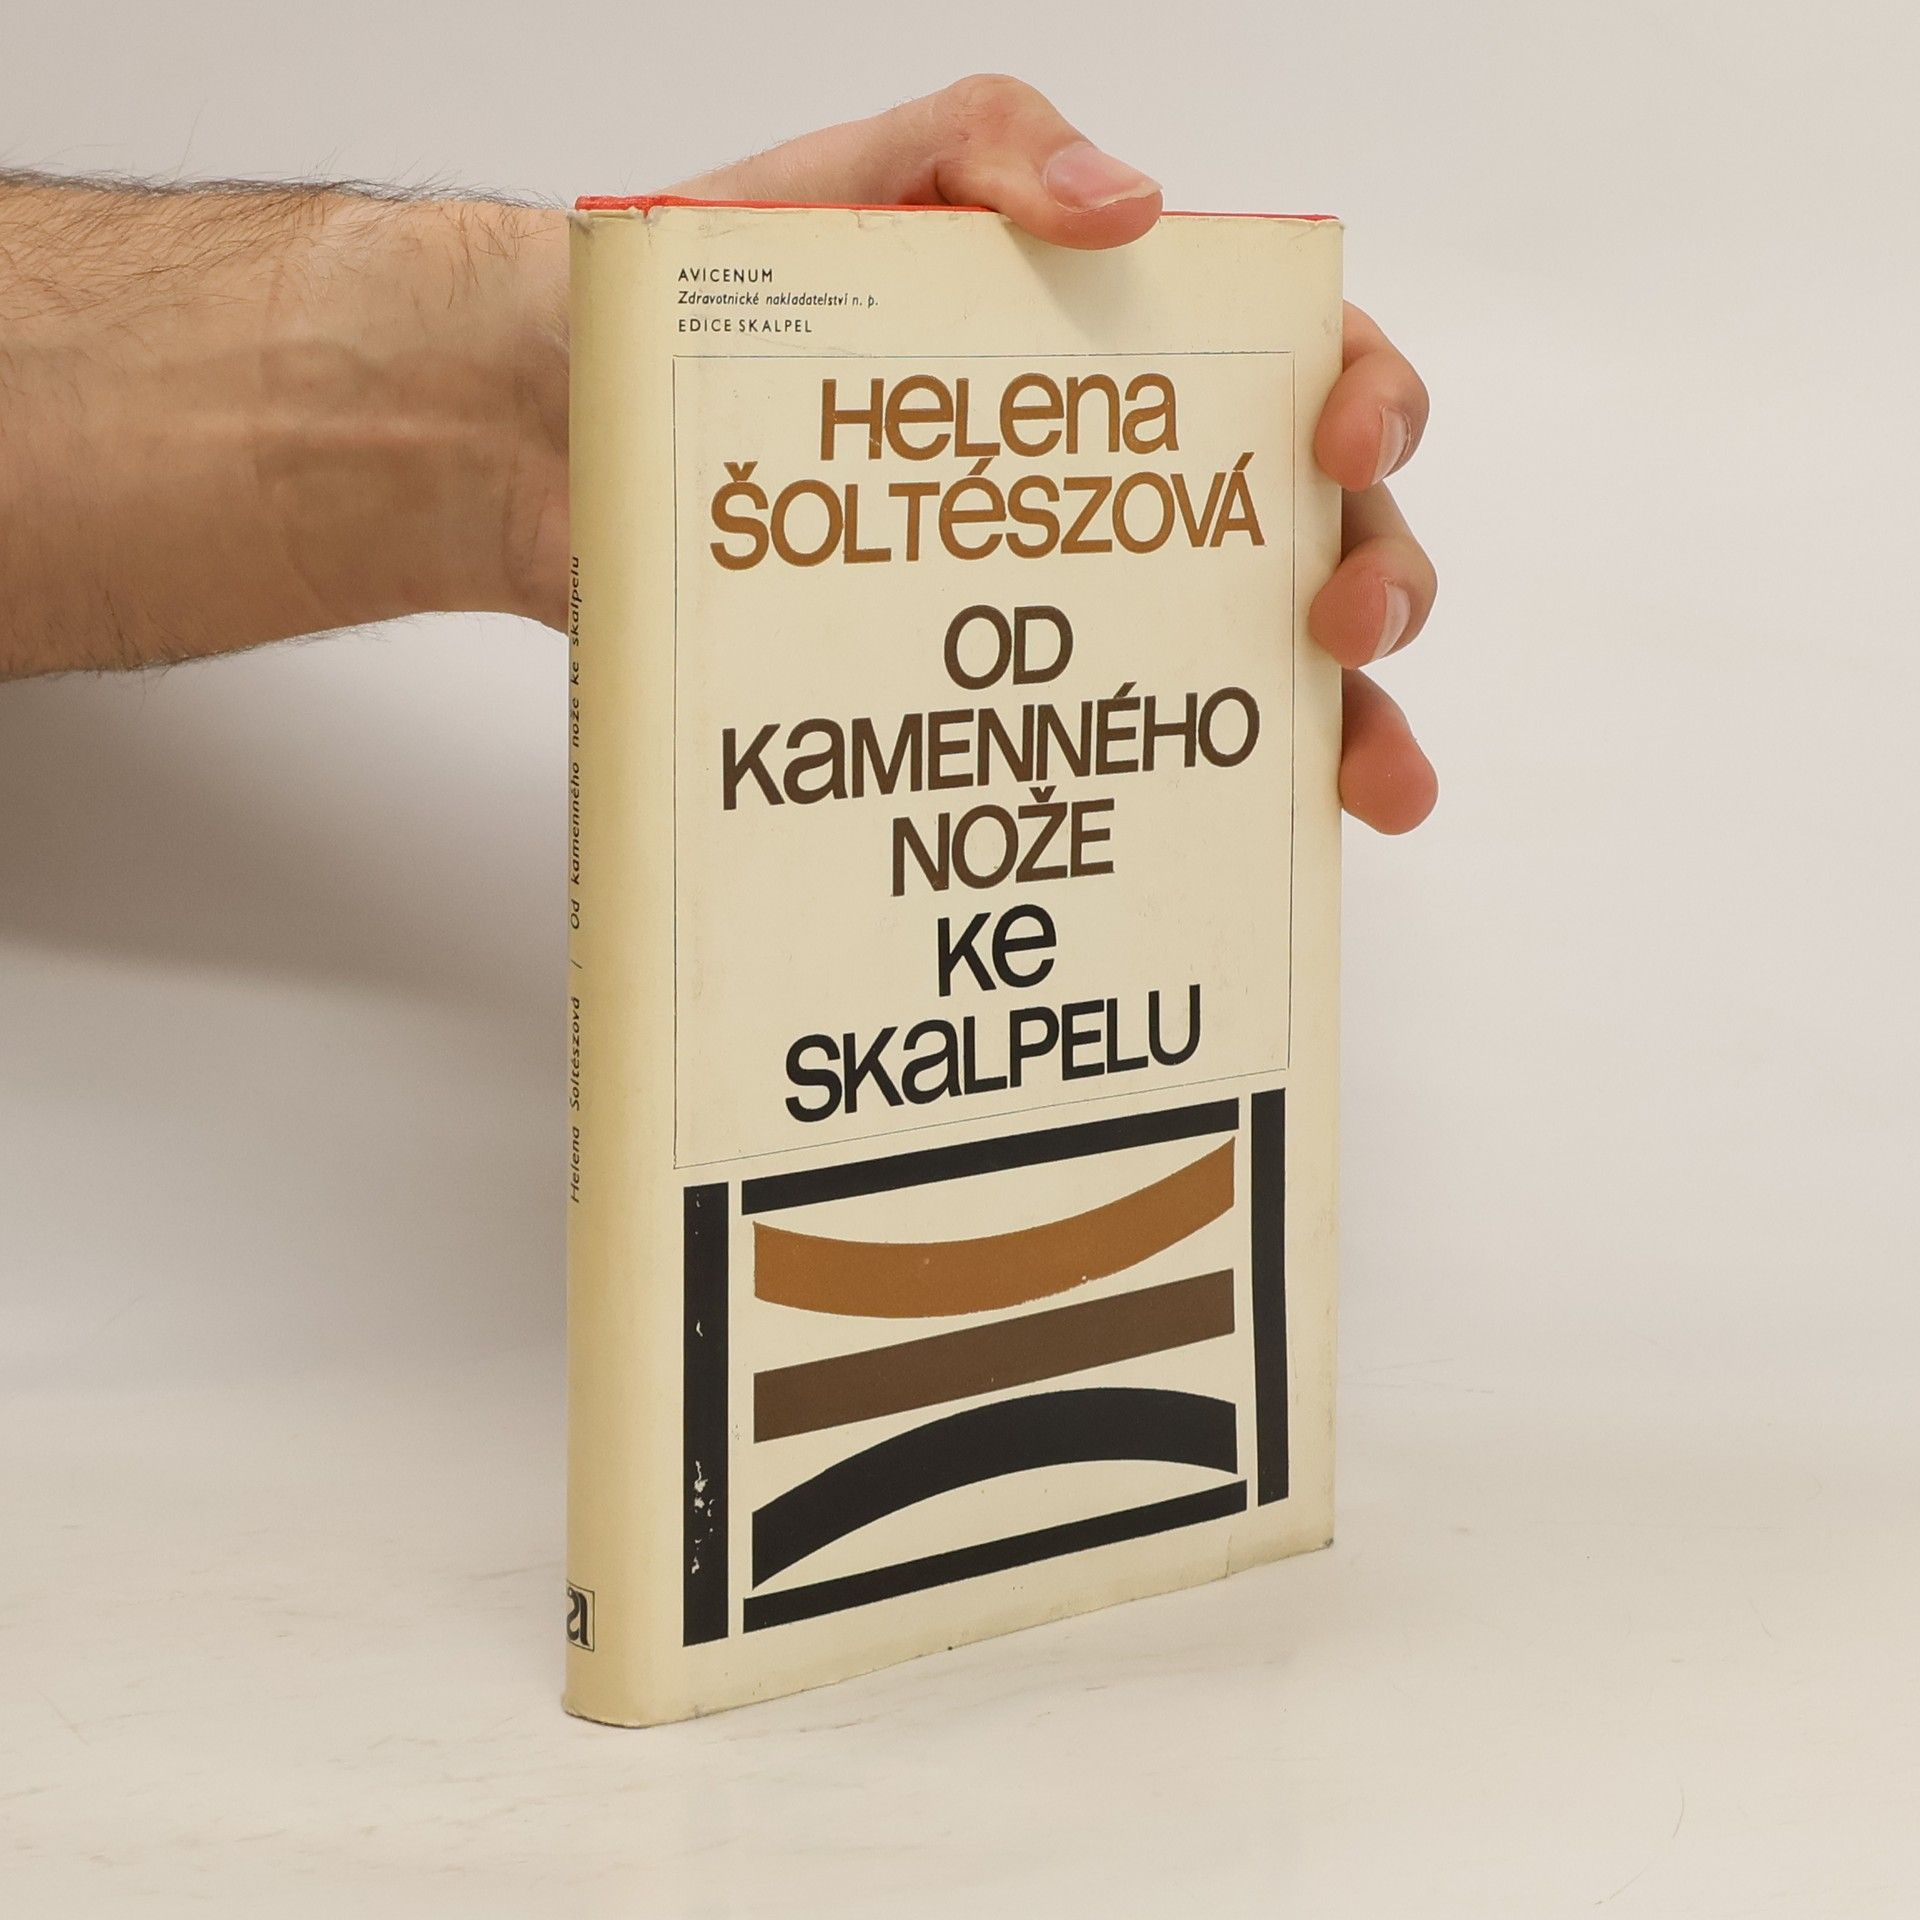 AVICENUM
Zdravotnické nakladatelství n. p.
EDICE SKALPEL
Helena
Šoltészová
OD
KaMENNÉHO
NOŽE
Ke
SKaLPELU
Helena Šoltészová / Od kamenného nože ke skalpelu